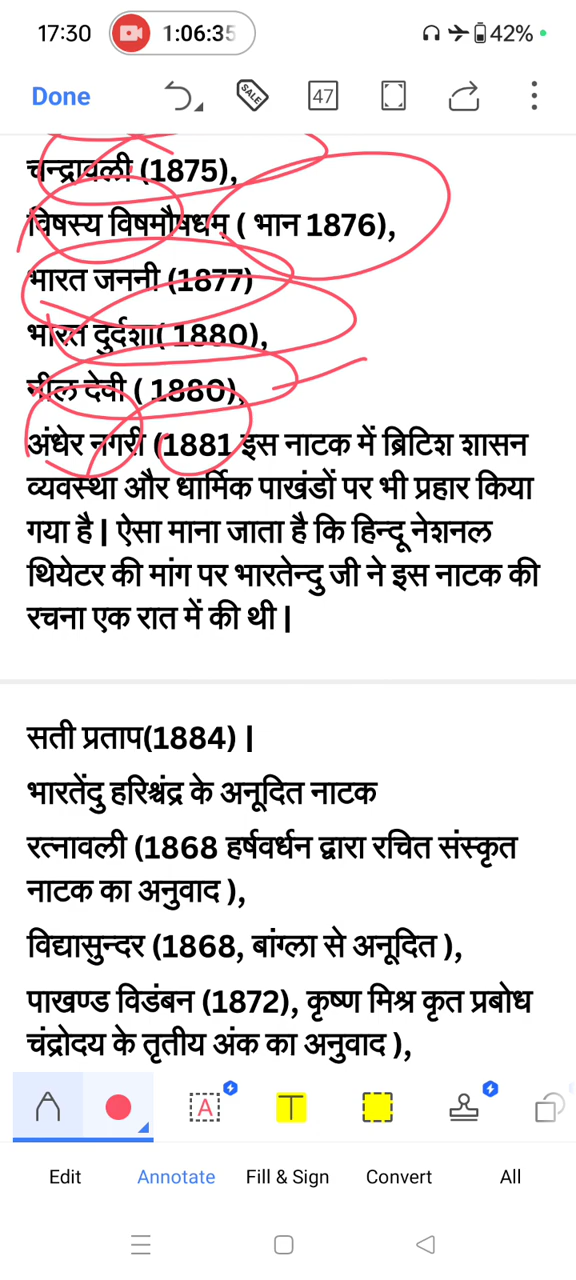 17:30 1:06:35 42%
Done SALE 47
चन्द्रावली (1875),
विषस्य विषमौषधम् ( भान 1876),
भारत जननी (1877)
भारत दुर्दशा( 1880),
नील देवी ( 1880),
अंधेर नगरी (1881 इस नाटक में ब्रिटिश शासन
व्यवस्था और धार्मिक पाखंडों पर भी प्रहार किया
गया है | ऐसा माना जाता है कि हिन्दू नेशनल
थियेटर की मांग पर भारतेन्दु जी ने इस नाटक की
रचना एक रात में की थी |
सती प्रताप(1884) |
भारतेंदु हरिश्चंद्र के अनूदित नाटक
रत्नावली (1868 हर्षवर्धन द्वारा रचित संस्कृत
नाटक का अनुवाद ),
विद्यासुन्दर (1868, बांग्ला से अनूदित ),
पाखण्ड विडंबन (1872), कृष्ण मिश्र कृत प्रबोध
चंद्रोदय के तृतीय अंक का अनुवाद ),
A T
Edit Annotate Fill & Sign Convert All